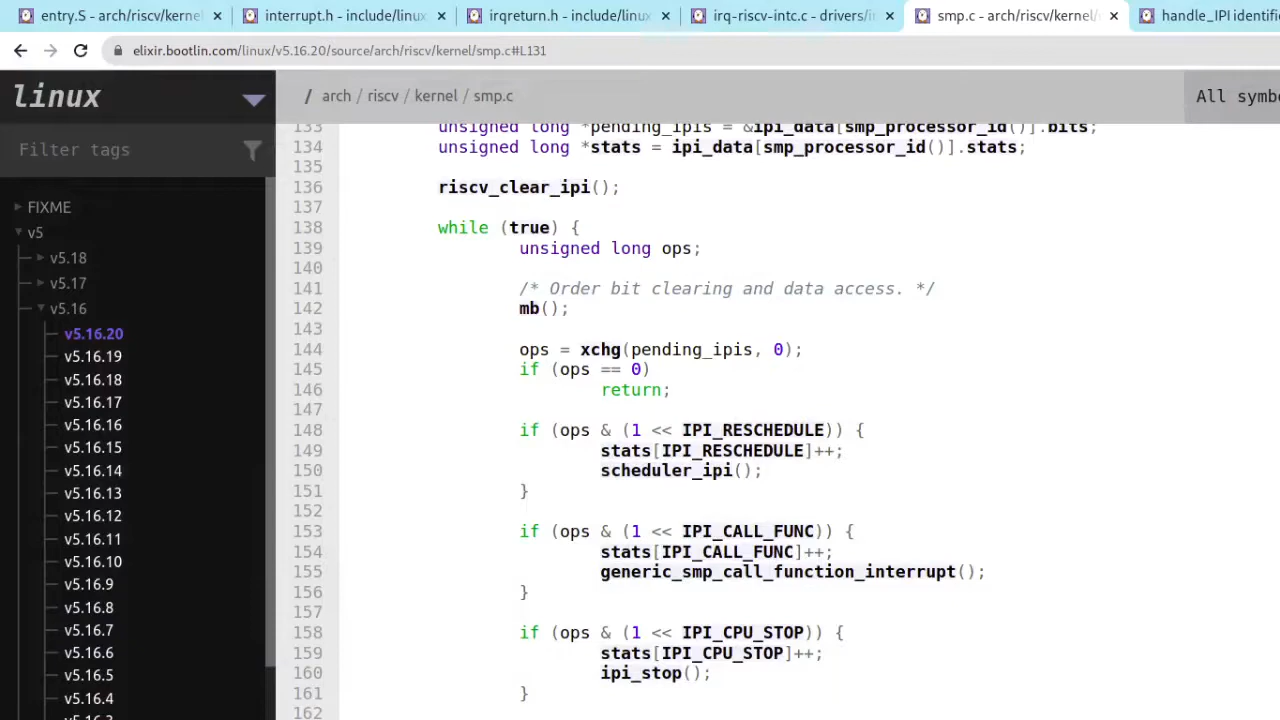 entry.S - arch/riscv/kernel/ ×
interrupt.h - include/linux ×
irqreturn.h - include/linux ×
irq-riscv-intc.c - drivers/i ×
smp.c - arch/riscv/kernel/ ×
handle_IPI identifie
elixir.bootlin.com/linux/v5.16.20/source/arch/riscv/kernel/smp.c#L131
linux
/ arch / riscv / kernel / smp.c
All symb
Filter tags
FIXME
v5
v5.18
v5.17
v5.16
v5.16.20
v5.16.19
v5.16.18
v5.16.17
v5.16.16
v5.16.15
v5.16.14
v5.16.13
v5.16.12
v5.16.11
v5.16.10
v5.16.9
v5.16.8
v5.16.7
v5.16.6
v5.16.5
v5.16.4
133 unsigned long *pending_ipis = &ipi_data[smp_processor_id()].bits;
134 unsigned long *stats = ipi_data[smp_processor_id()].stats;
135
136 riscv_clear_ipi();
137
138 while (true) {
139 unsigned long ops;
140
141 /* Order bit clearing and data access. */
142 mb();
143
144 ops = xchg(pending_ipis, 0);
145 if (ops == 0)
146 return;
147
148 if (ops & (1 << IPI_RESCHEDULE)) {
149 stats[IPI_RESCHEDULE]++;
150 scheduler_ipi();
151 }
152
153 if (ops & (1 << IPI_CALL_FUNC)) {
154 stats[IPI_CALL_FUNC]++;
155 generic_smp_call_function_interrupt();
156 }
157
158 if (ops & (1 << IPI_CPU_STOP)) {
159 stats[IPI_CPU_STOP]++;
160 ipi_stop();
161 }
162